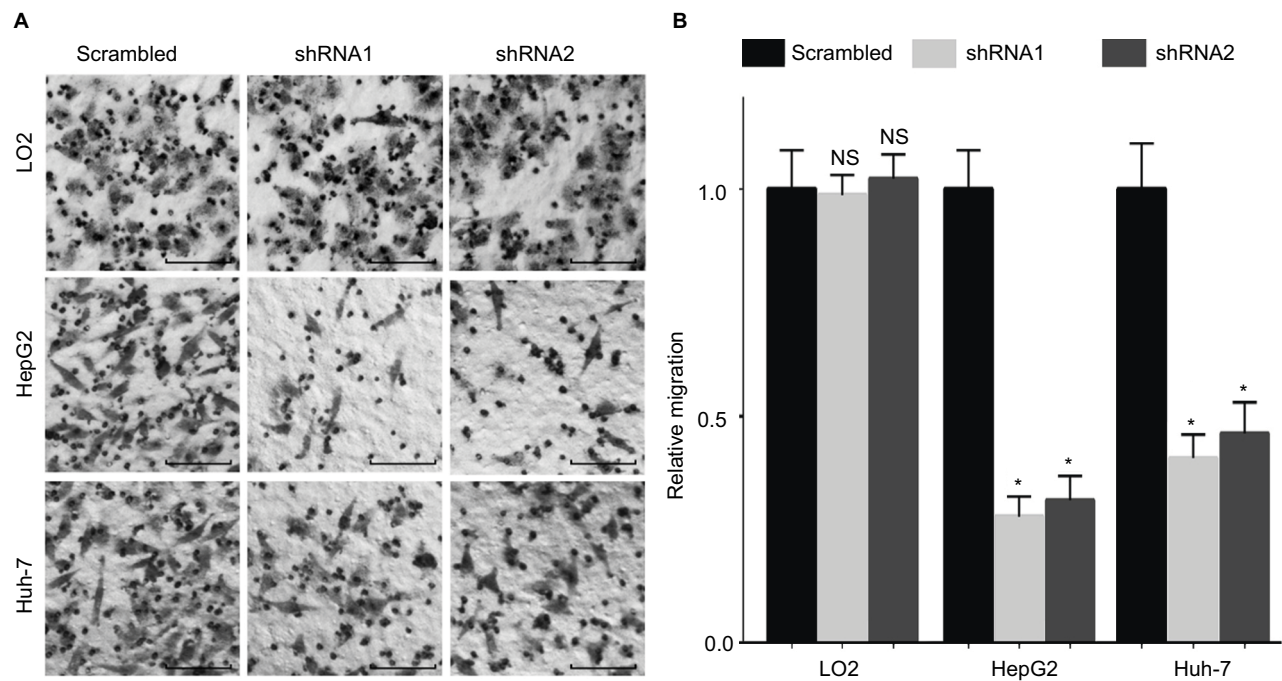 A
Scrambled shRNA1 shRNA2
LO2
HepG2
Huh-7
B
Scrambled shRNA1 shRNA2
Relative migration
1.0
0.5
0.0
NS NS
* *
* *
LO2 HepG2 Huh-7